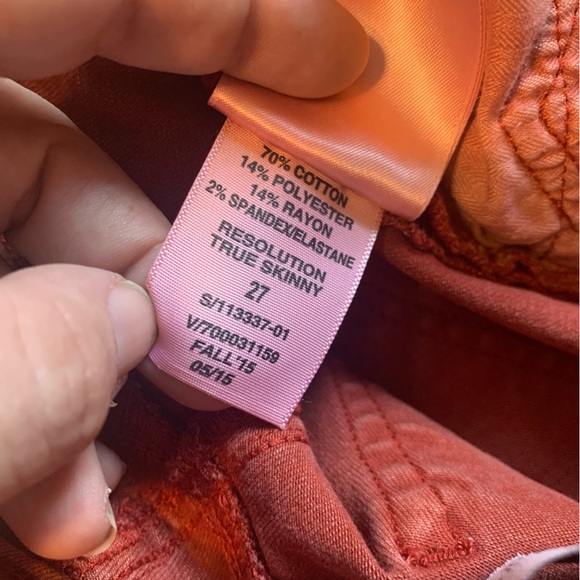 70% COTTON
14% POLYESTER
14% RAYON
2% SPANDEX/ELASTANE
RESOLUTION
TRUE SKINNY
27
S/113337-01
V/700031159
FALL'15
05/15